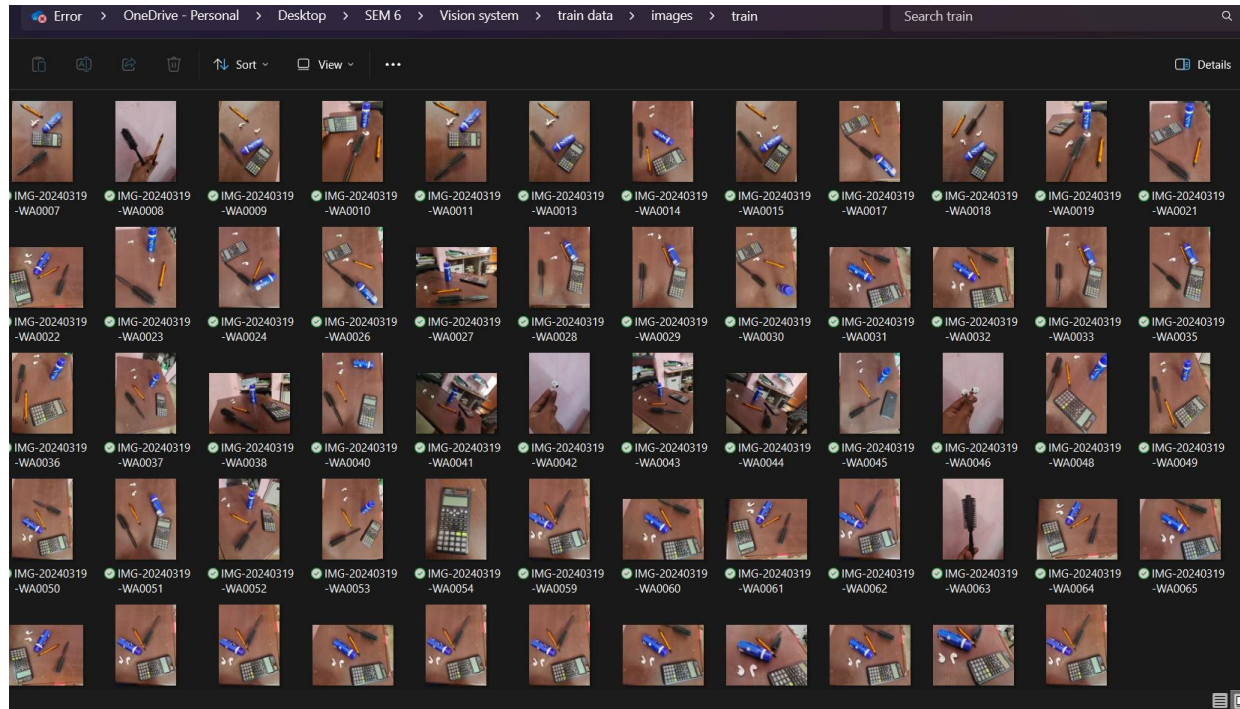 Error > OneDrive - Personal > Desktop > SEM 6 > Vision system > train data > images > train Search train
Sort View ... Details
IMG-20240319 IMG-20240319 IMG-20240319 IMG-20240319 IMG-20240319 IMG-20240319 IMG-20240319 IMG-20240319 IMG-20240319 IMG-20240319 IMG-20240319 IMG-20240319
-WA0007 -WA0008 -WA0009 -WA0010 -WA0011 -WA0013 -WA0014 -WA0015 -WA0017 -WA0018 -WA0019 -WA0021
IMG-20240319 IMG-20240319 IMG-20240319 IMG-20240319 IMG-20240319 IMG-20240319 IMG-20240319 IMG-20240319 IMG-20240319 IMG-20240319 IMG-20240319 IMG-20240319
-WA0022 -WA0023 -WA0024 -WA0026 -WA0027 -WA0028 -WA0029 -WA0030 -WA0031 -WA0032 -WA0033 -WA0035
IMG-20240319 IMG-20240319 IMG-20240319 IMG-20240319 IMG-20240319 IMG-20240319 IMG-20240319 IMG-20240319 IMG-20240319 IMG-20240319 IMG-20240319 IMG-20240319
-WA0036 -WA0037 -WA0038 -WA0040 -WA0041 -WA0042 -WA0043 -WA0044 -WA0045 -WA0046 -WA0048 -WA0049
IMG-20240319 IMG-20240319 IMG-20240319 IMG-20240319 IMG-20240319 IMG-20240319 IMG-20240319 IMG-20240319 IMG-20240319 IMG-20240319 IMG-20240319 IMG-20240319
-WA0050 -WA0051 -WA0052 -WA0053 -WA0054 -WA0059 -WA0060 -WA0061 -WA0062 -WA0063 -WA0064 -WA0065